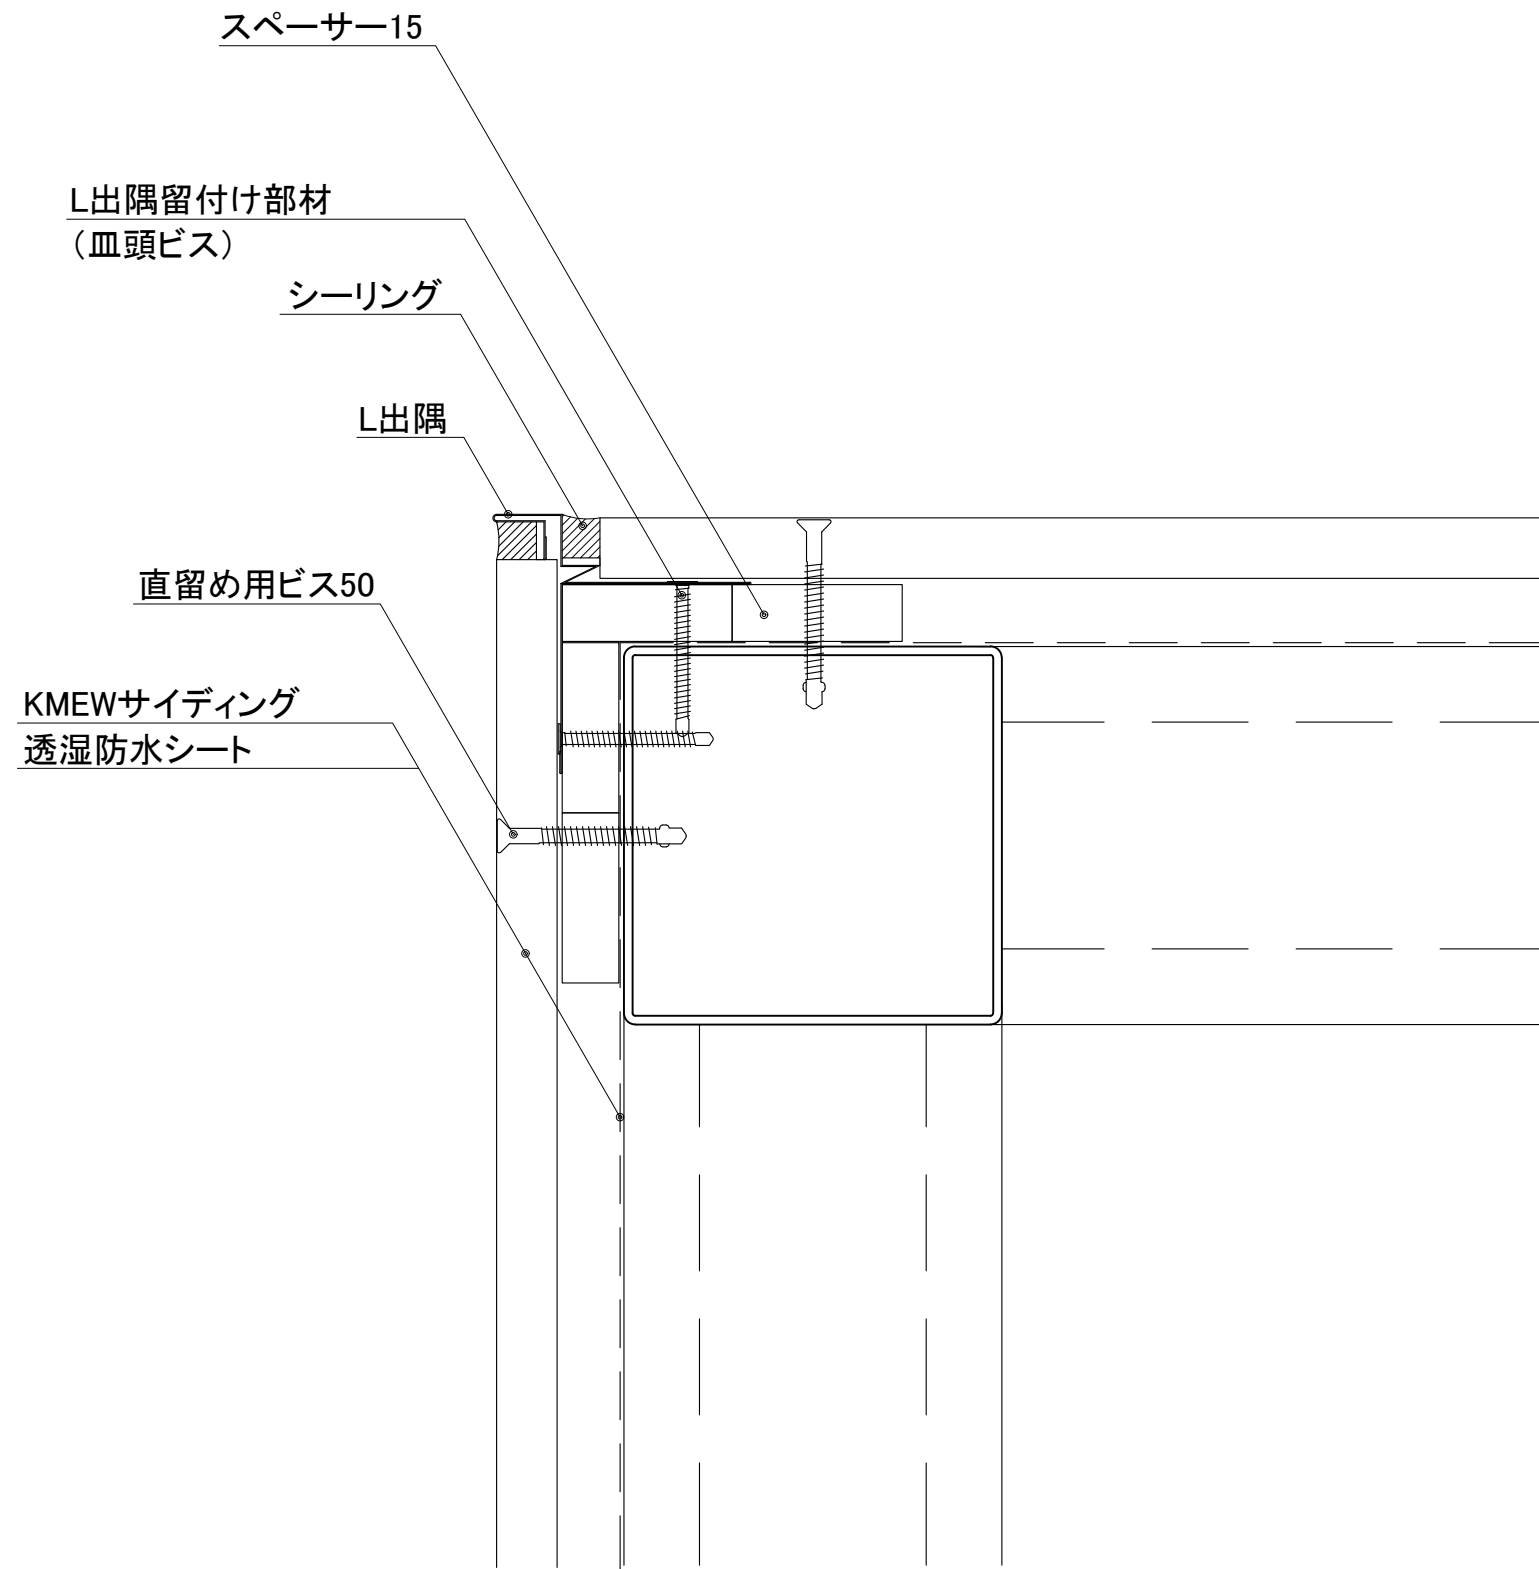 スペーサー15
L出隅留付け部材
（皿頭ビス）
シーリング
L出隅
直留め用ビス50
KMEWサイディング
透湿防水シート